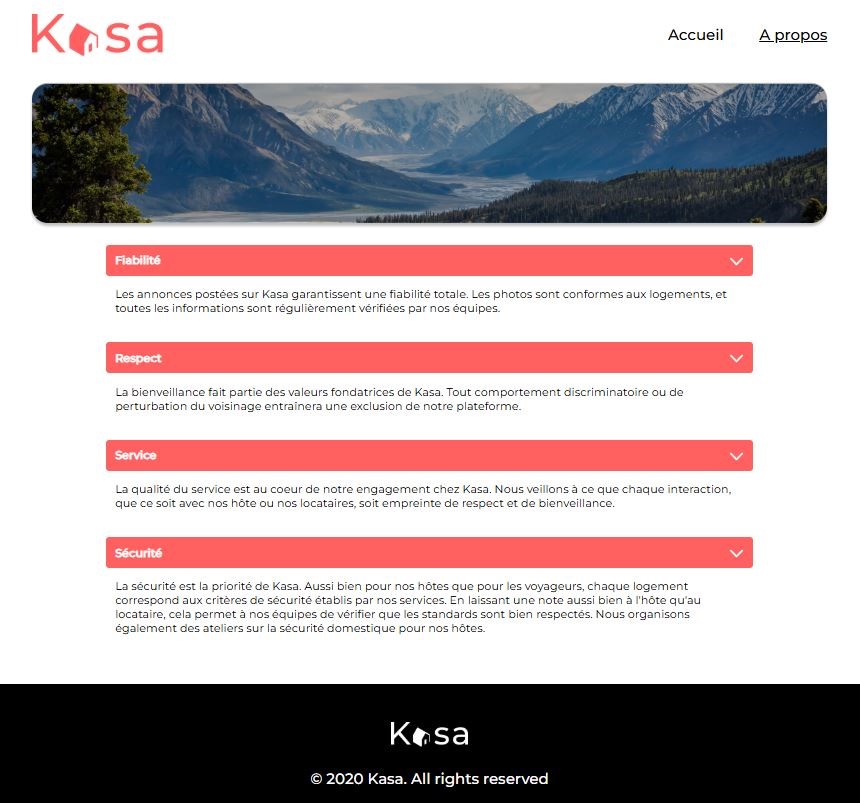 Kasa
Accueil
A propos
Fiabilité
Les annonces postées sur Kasa garantissent une fiabilité totale. Les photos sont conformes aux logements, et
toutes les informations sont régulièrement vérifiées par nos équipes.
Respect
La bienveillance fait partie des valeurs fondatrices de Kasa. Tout comportement discriminatoire ou de
perturbation du voisinage entraînera une exclusion de notre plateforme.
Service
La qualité du service est au coeur de notre engagement chez Kasa. Nous veillons à ce que chaque interaction,
que ce soit avec nos hôte ou nos locataires, soit empreinte de respect et de bienveillance.
Sécurité
La sécurité est la priorité de Kasa. Aussi bien pour nos hôtes que pour les voyageurs, chaque logement
correspond aux critères de sécurité établis par nos services. En laissant une note aussi bien à l'hôte qu'au
locataire, cela permet à nos équipes de vérifier que les standards sont bien respectés. Nous organisons
également des ateliers sur la sécurité domestique pour nos hôtes.
Kasa
© 2020 Kasa. All rights reserved